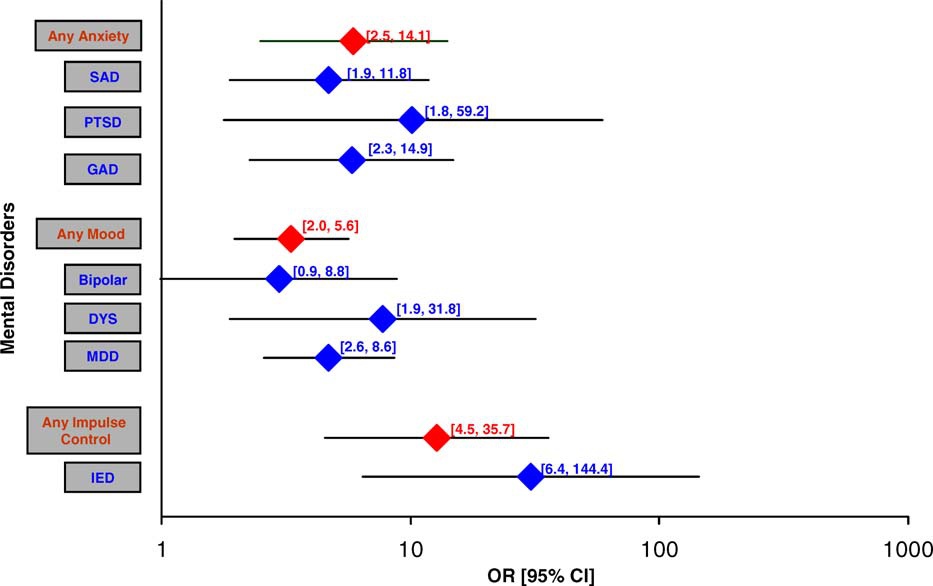 Any Anxiety [2.5, 14.1]
SAD [1.9, 11.8]
PTSD [1.8, 59.2]
GAD [2.3, 14.9]
Any Mood [2.0, 5.6]
Bipolar [0.9, 8.8]
DYS [1.9, 31.8]
MDD [2.6, 8.6]
Any Impulse
Control [4.5, 35.7]
IED [6.4, 144.4]
Mental Disorders
1 10 100 1000
OR [95% CI]